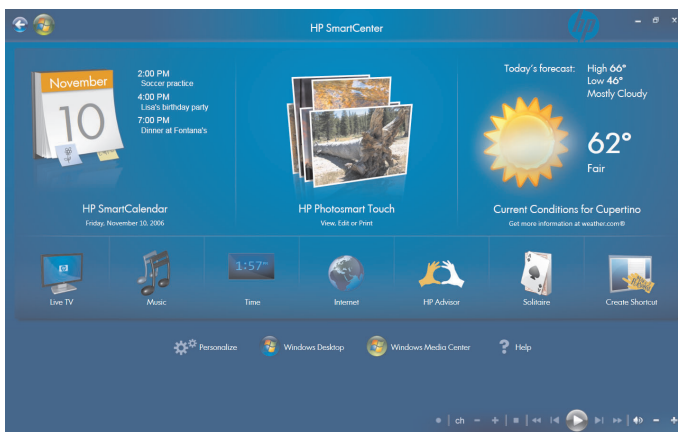 HP SmartCenter
hp
November
10
2:00 PM
Soccer practice
4:00 PM
Lisa's birthday party
7:00 PM
Dinner at Fontana's
HP SmartCalendar
Friday, November 10, 2006
HP Photosmart Touch
View, Edit or Print
Today's forecast:
High 66°
Low 46°
Mostly Cloudy
62°
Fair
Current Conditions for Cupertino
Get more information at weather.com®
Live TV
Music
1:57
Time
Internet
HP Advisor
Solitaire
Create Shortcut
Personalize
Windows Desktop
Windows Media Center
? Help
ch